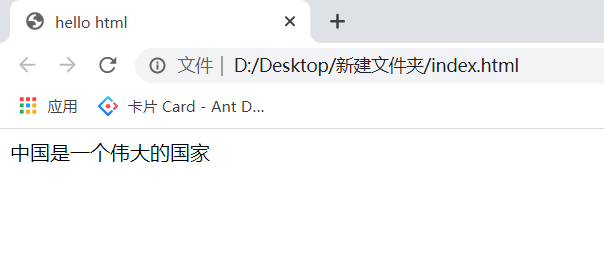 hello html
文件 | D:/Desktop/新建文件夹/index.html
应用 卡片 Card - Ant D...
中国是一个伟大的国家